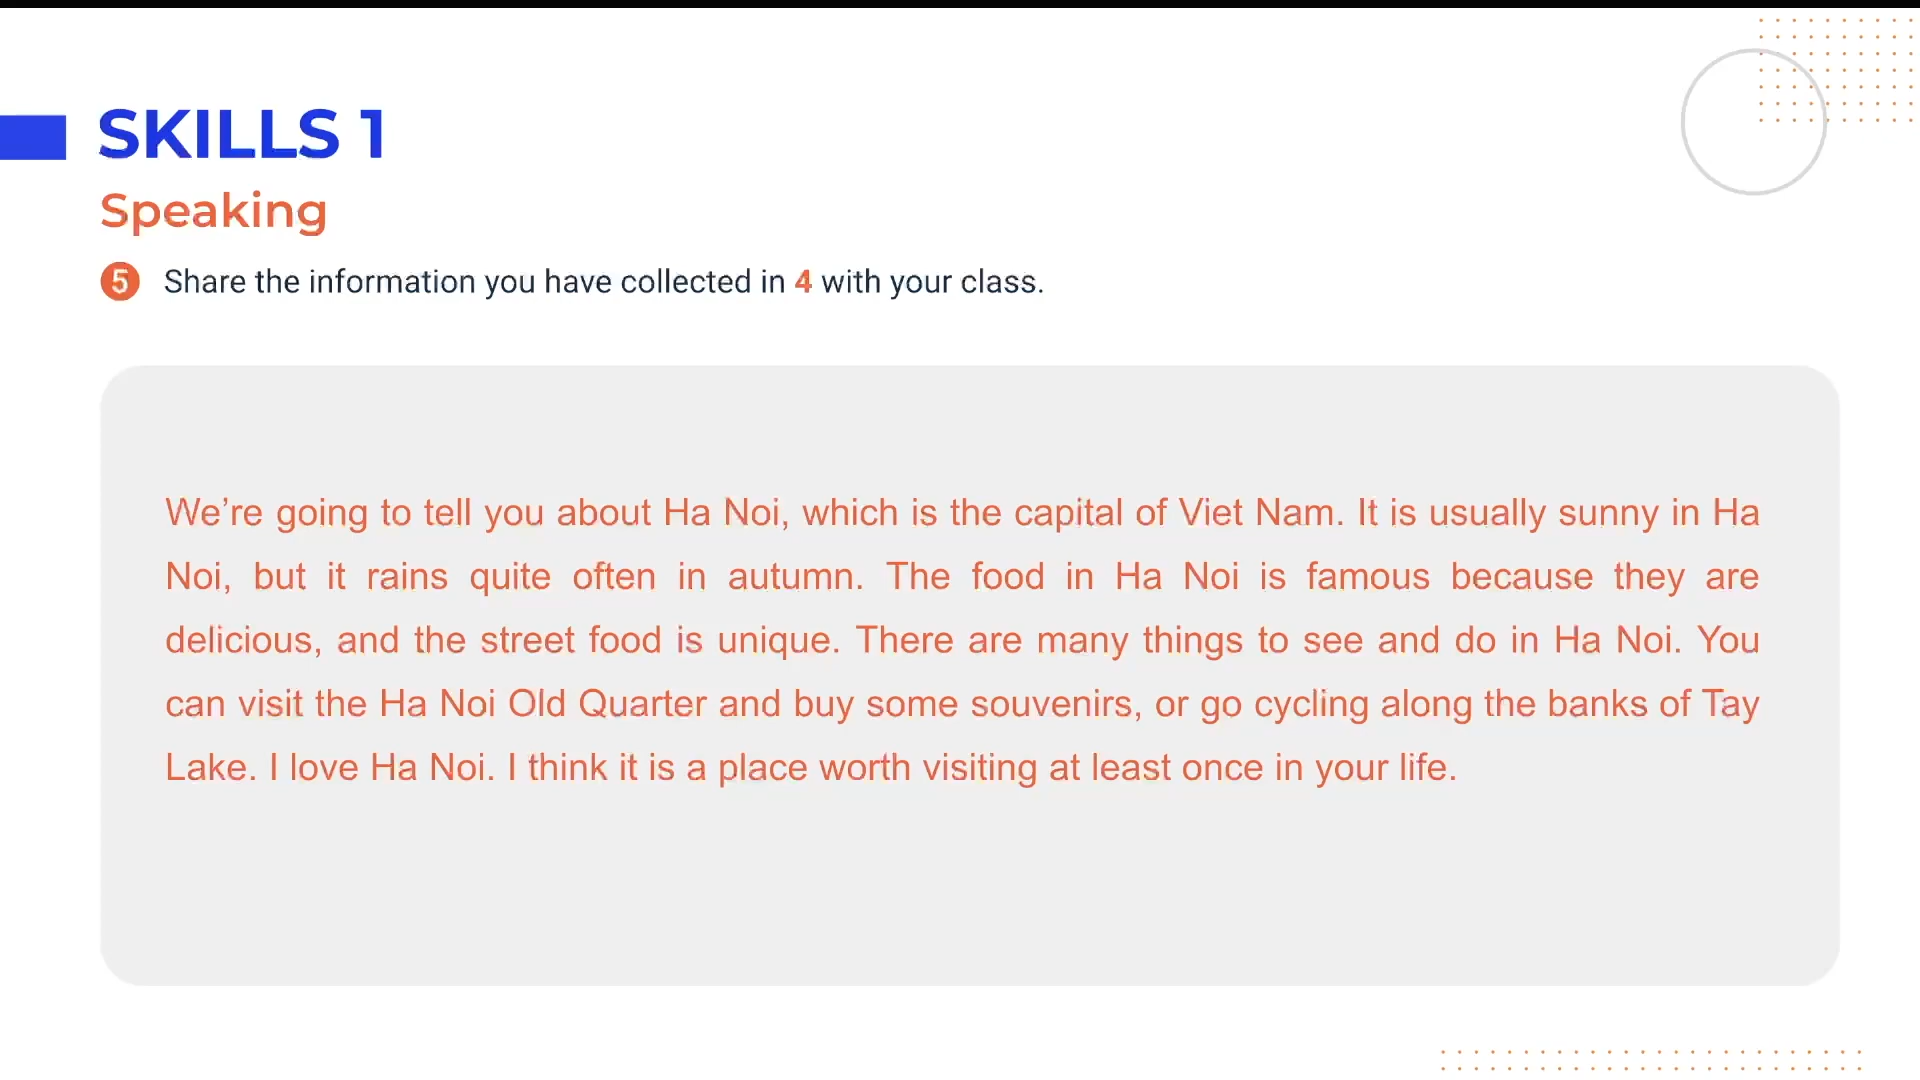 SKILLS 1
Speaking
5 Share the information you have collected in 4 with your class.
We’re going to tell you about Ha Noi, which is the capital of Viet Nam. It is usually sunny in Ha
Noi, but it rains quite often in autumn. The food in Ha Noi is famous because they are
delicious, and the street food is unique. There are many things to see and do in Ha Noi. You
can visit the Ha Noi Old Quarter and buy some souvenirs, or go cycling along the banks of Tay
Lake. I love Ha Noi. I think it is a place worth visiting at least once in your life.